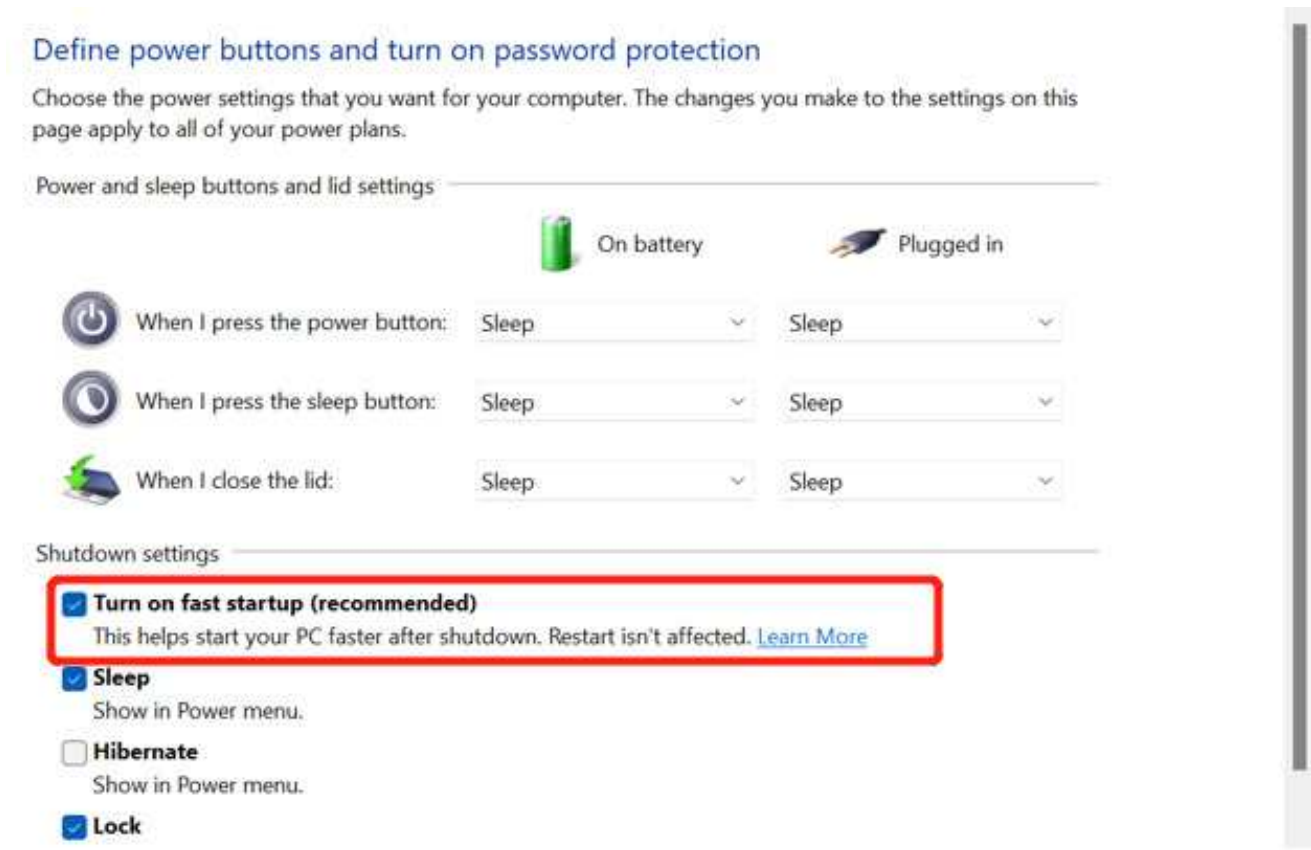 Define power buttons and turn on password protection
Choose the power settings that you want for your computer. The changes you make to the settings on this
page apply to all of your power plans.
Power and sleep buttons and lid settings
On battery Plugged in
When I press the power button: Sleep Sleep
When I press the sleep button: Sleep Sleep
When I close the lid: Sleep Sleep
Shutdown settings
Turn on fast startup (recommended)
This helps start your PC faster after shutdown. Restart isn't affected. Learn More
Sleep
Show in Power menu.
Hibernate
Show in Power menu.
Lock